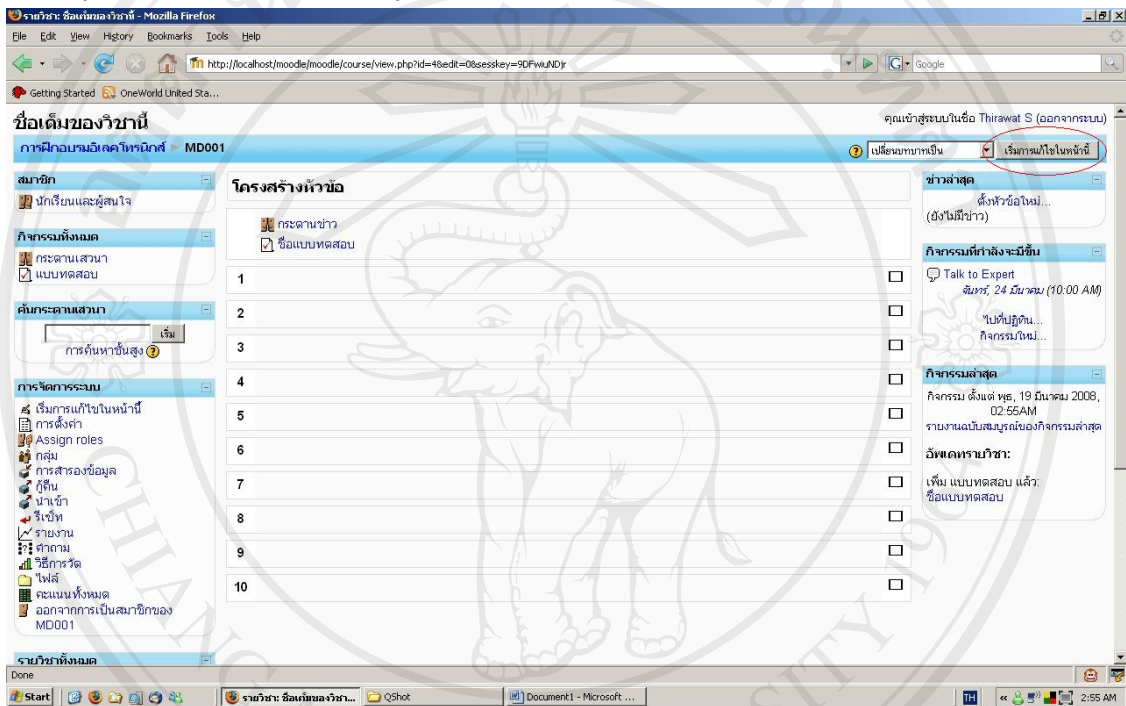 รายวิชา: ชื่อเต็มของวิชานี้ - Mozilla Firefox
File Edit View History Bookmarks Tools Help
http://localhost/moodle/moodle/course/view.php?id=4&edit=0&sesskey=9DFwiuNDjr
Google
Getting Started OneWorld United Sta...
ชื่อเต็มของวิชานี้
คุณเข้าสู่ระบบในชื่อ Thirawat S (ออกจากระบบ)
การฝึกอบรมอิเลคโทรนิกส์ ► MD001
เปลี่ยนบทบาทเป็น
เริ่มการแก้ไขในหน้านี้
สมาชิก
นักเรียนและผู้สนใจ
กิจกรรมทั้งหมด
กระดานเสวนา
แบบทดสอบ
ค้นกระดานเสวนา
เริ่ม
การค้นหาขั้นสูง
การจัดการระบบ
เริ่มการแก้ไขในหน้านี้
การตั้งค่า
Assign roles
กลุ่ม
การสำรองข้อมูล
กู้คืน
นำเข้า
รีเซ็ท
รายงาน
คำถาม
วิธีการวัด
ไฟล์
คะแนนทั้งหมด
ออกจากการเป็นสมาชิกของ
MD001
รายวิชาทั้งหมด
โครงสร้างหัวข้อ
กระดานข่าว
ชื่อแบบทดสอบ
1
2
3
4
5
6
7
8
9
10
ข่าวล่าสุด
ตั้งหัวข้อใหม่...
(ยังไม่มีข่าว)
กิจกรรมที่กำลังจะมีขึ้น
Talk to Expert
จันทร์, 24 มีนาคม (10:00 AM)
ไปที่ปฏิทิน...
กิจกรรมใหม่...
กิจกรรมล่าสุด
กิจกรรม ตั้งแต่ พุธ, 19 มีนาคม 2008,
02:55AM
รายงานฉบับสมบูรณ์ของกิจกรรมล่าสุด
อัพเดทรายวิชา:
เพิ่ม แบบทดสอบ แล้ว:
ชื่อแบบทดสอบ
Done
Start
รายวิชา: ชื่อเต็มของวิชา...
QShot
Document1 - Microsoft ...
TH
2:55 AM